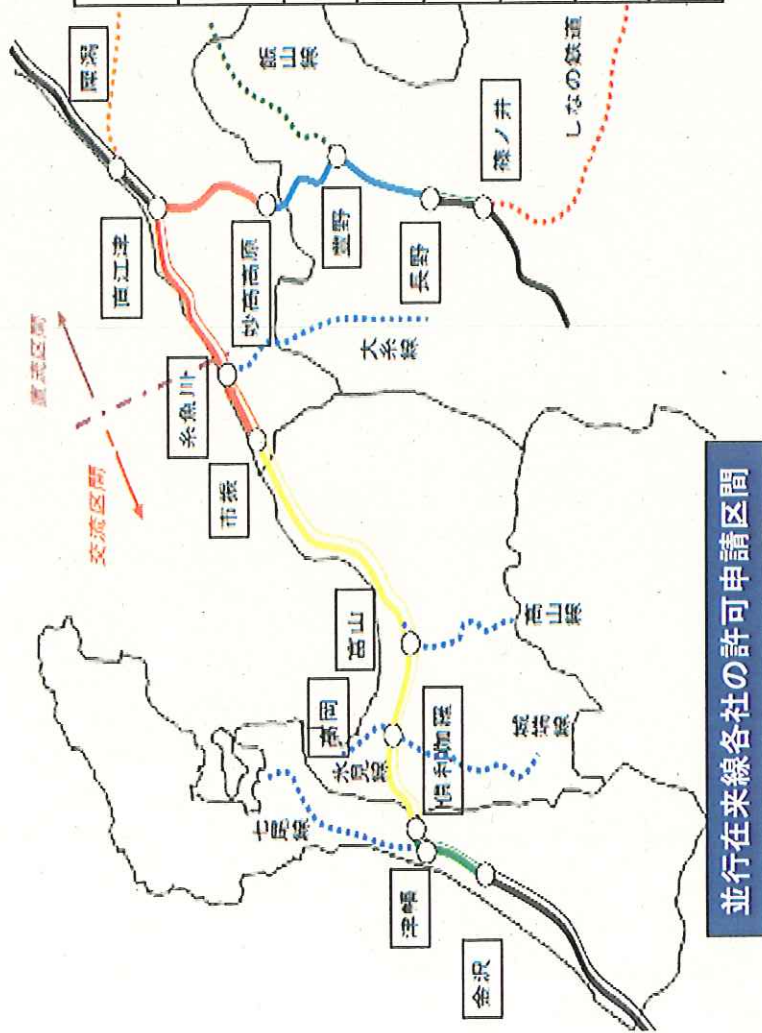 並行在来線各社の許可申請区間
金沢
津幡
倶利伽羅
高岡
富山
市振
糸魚川
直江津
犀潟
妙高高原
豊野
長野
篠ノ井
七尾線
氷見線
城端線
高山線
大糸線
飯山線
しなの鉄道
交流区間
直流区間